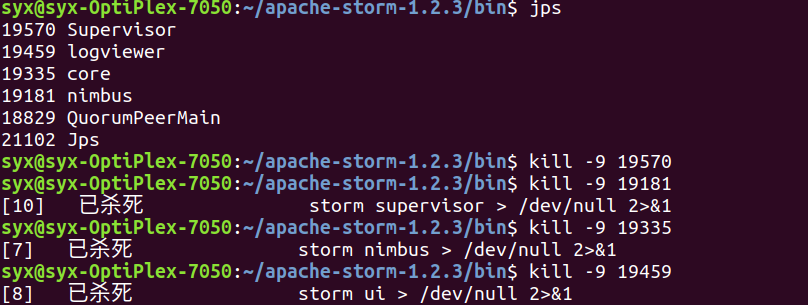 syx@syx-OptiPlex-7050:~/apache-storm-1.2.3/bin$ jps
19570 Supervisor
19459 logviewer
19335 core
19181 nimbus
18829 QuorumPeerMain
21102 Jps
syx@syx-OptiPlex-7050:~/apache-storm-1.2.3/bin$ kill -9 19570
syx@syx-OptiPlex-7050:~/apache-storm-1.2.3/bin$ kill -9 19181
[10]   已杀死               storm supervisor > /dev/null 2>&1
syx@syx-OptiPlex-7050:~/apache-storm-1.2.3/bin$ kill -9 19335
[7]   已杀死               storm nimbus > /dev/null 2>&1
syx@syx-OptiPlex-7050:~/apache-storm-1.2.3/bin$ kill -9 19459
[8]   已杀死               storm ui > /dev/null 2>&1